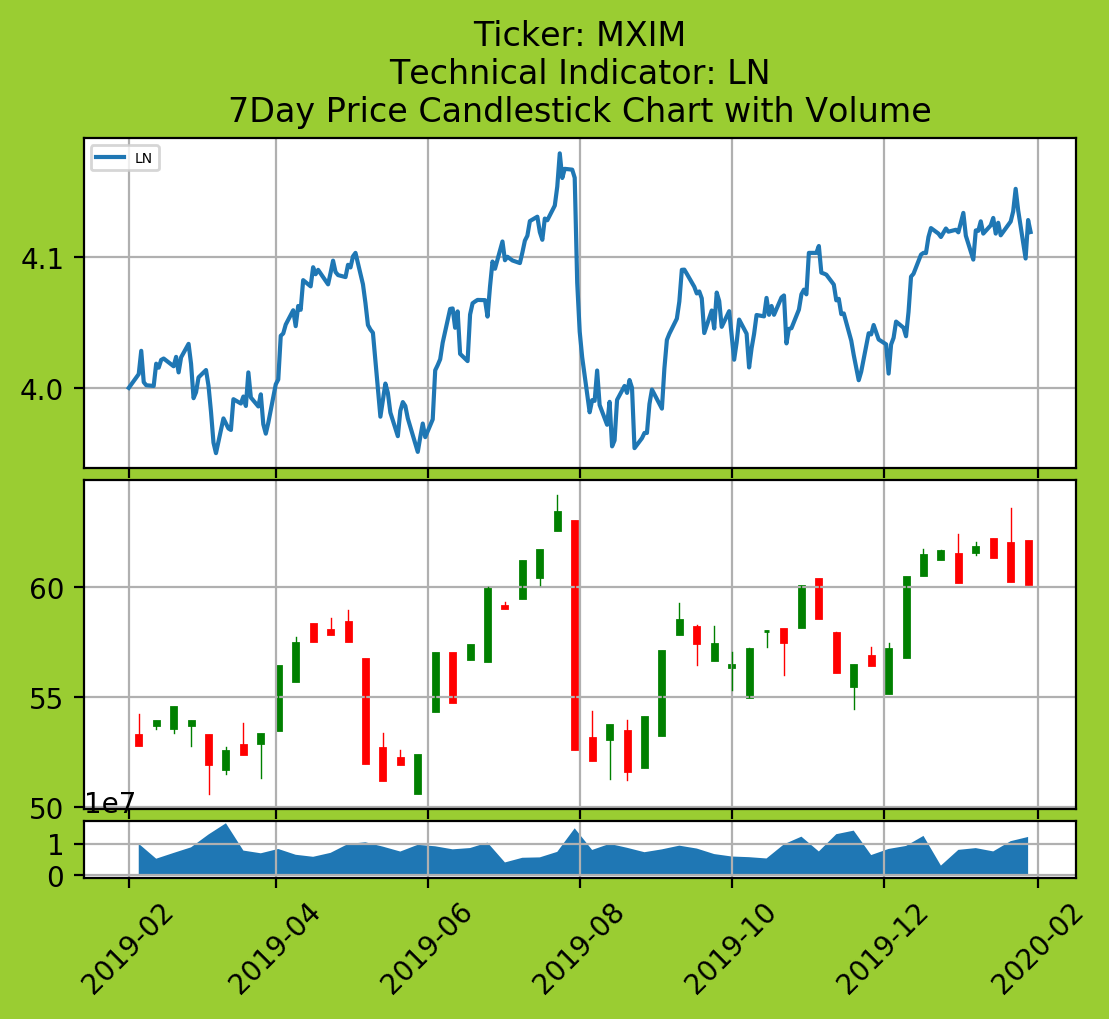 Ticker: MXIM
Technical Indicator: LN
7Day Price Candlestick Chart with Volume
LN
4.1
4.0
60
55
50
1e7
1
0
2019-02
2019-04
2019-06
2019-08
2019-10
2019-12
2020-02